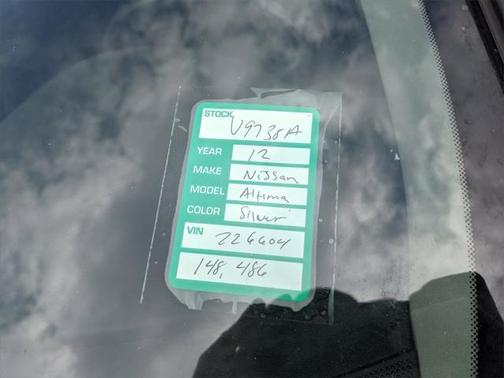 STOCK V9738A
YEAR 12
MAKE Nissan
MODEL Altima
COLOR Silver
VIN 226604
148,486